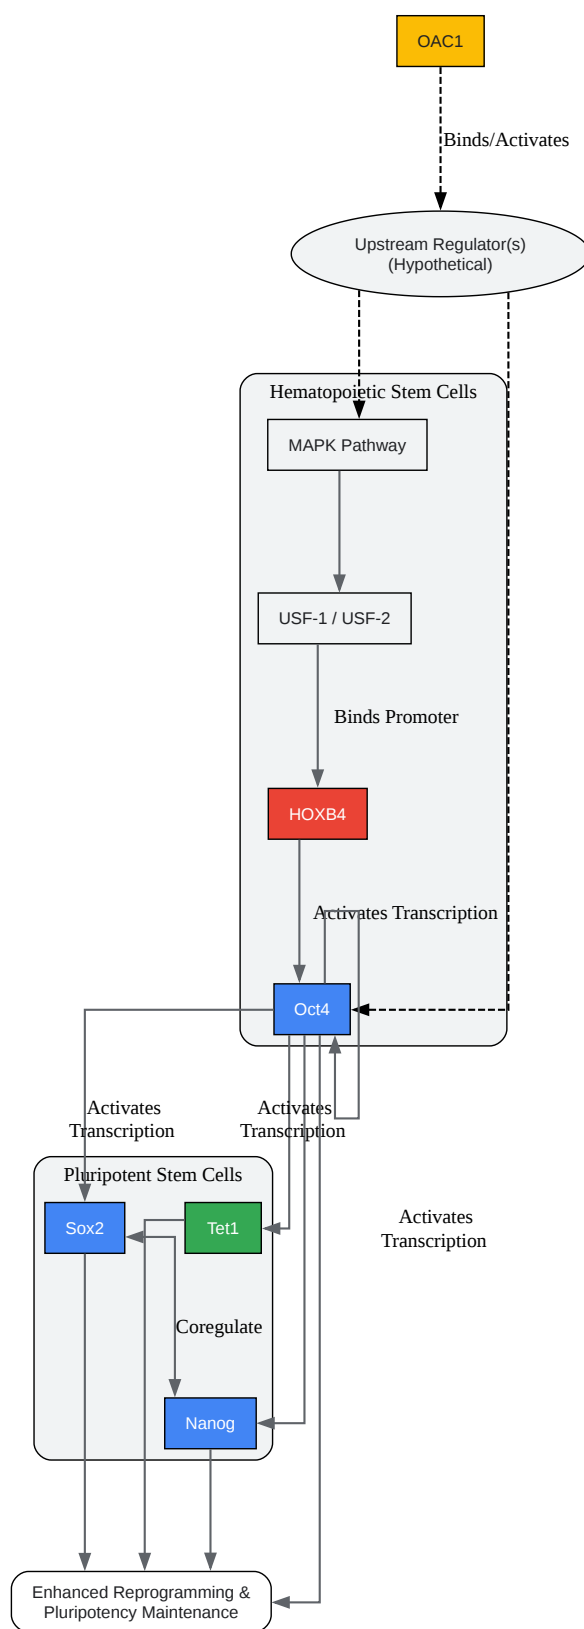 OAC1
Binds/Activates
Upstream Regulator(s)
(Hypothetical)
Hematopoietic Stem Cells
MAPK Pathway
USF-1 / USF-2
Binds Promoter
HOXB4
Activates Transcription
Oct4
Activates
Transcription
Activates
Transcription
Pluripotent Stem Cells
Sox2
Tet1
Activates
Transcription
Coregulate
Nanog
Enhanced Reprogramming &
Pluripotency Maintenance